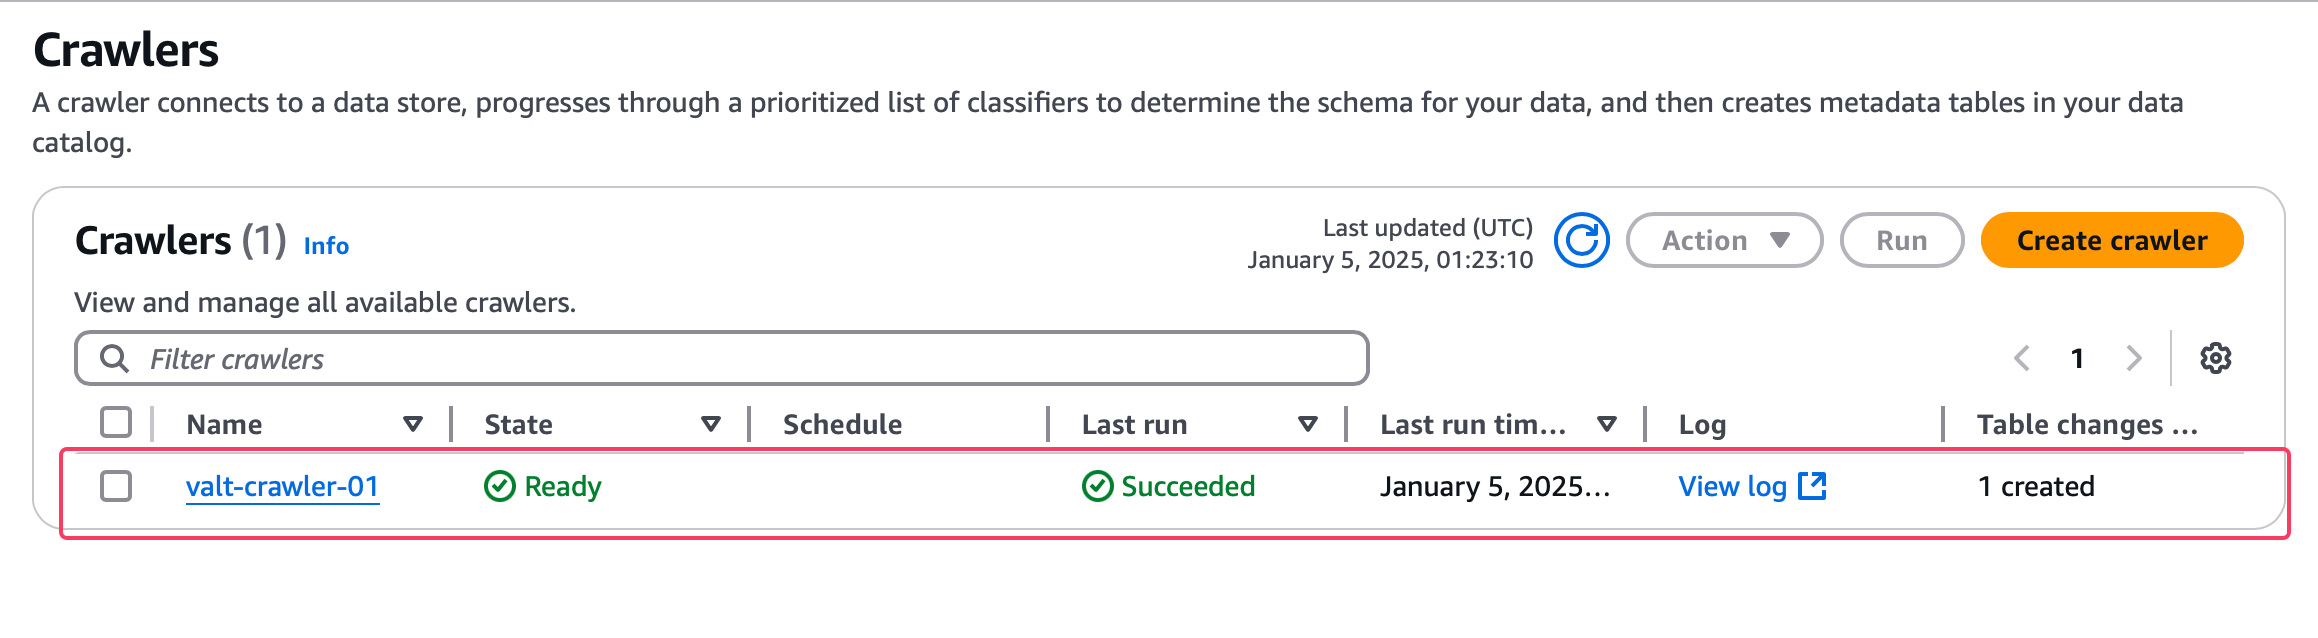 Crawlers
A crawler connects to a data store, progresses through a prioritized list of classifiers to determine the schema for your data, and then creates metadata tables in your data
catalog.
Crawlers (1) Info
Last updated (UTC)
January 5, 2025, 01:23:10
Action
Run
Create crawler
View and manage all available crawlers.
Filter crawlers
1
Name State Schedule Last run Last run tim... Log Table changes ...
valt-crawler-01 Ready Succeeded January 5, 2025... View log 1 created